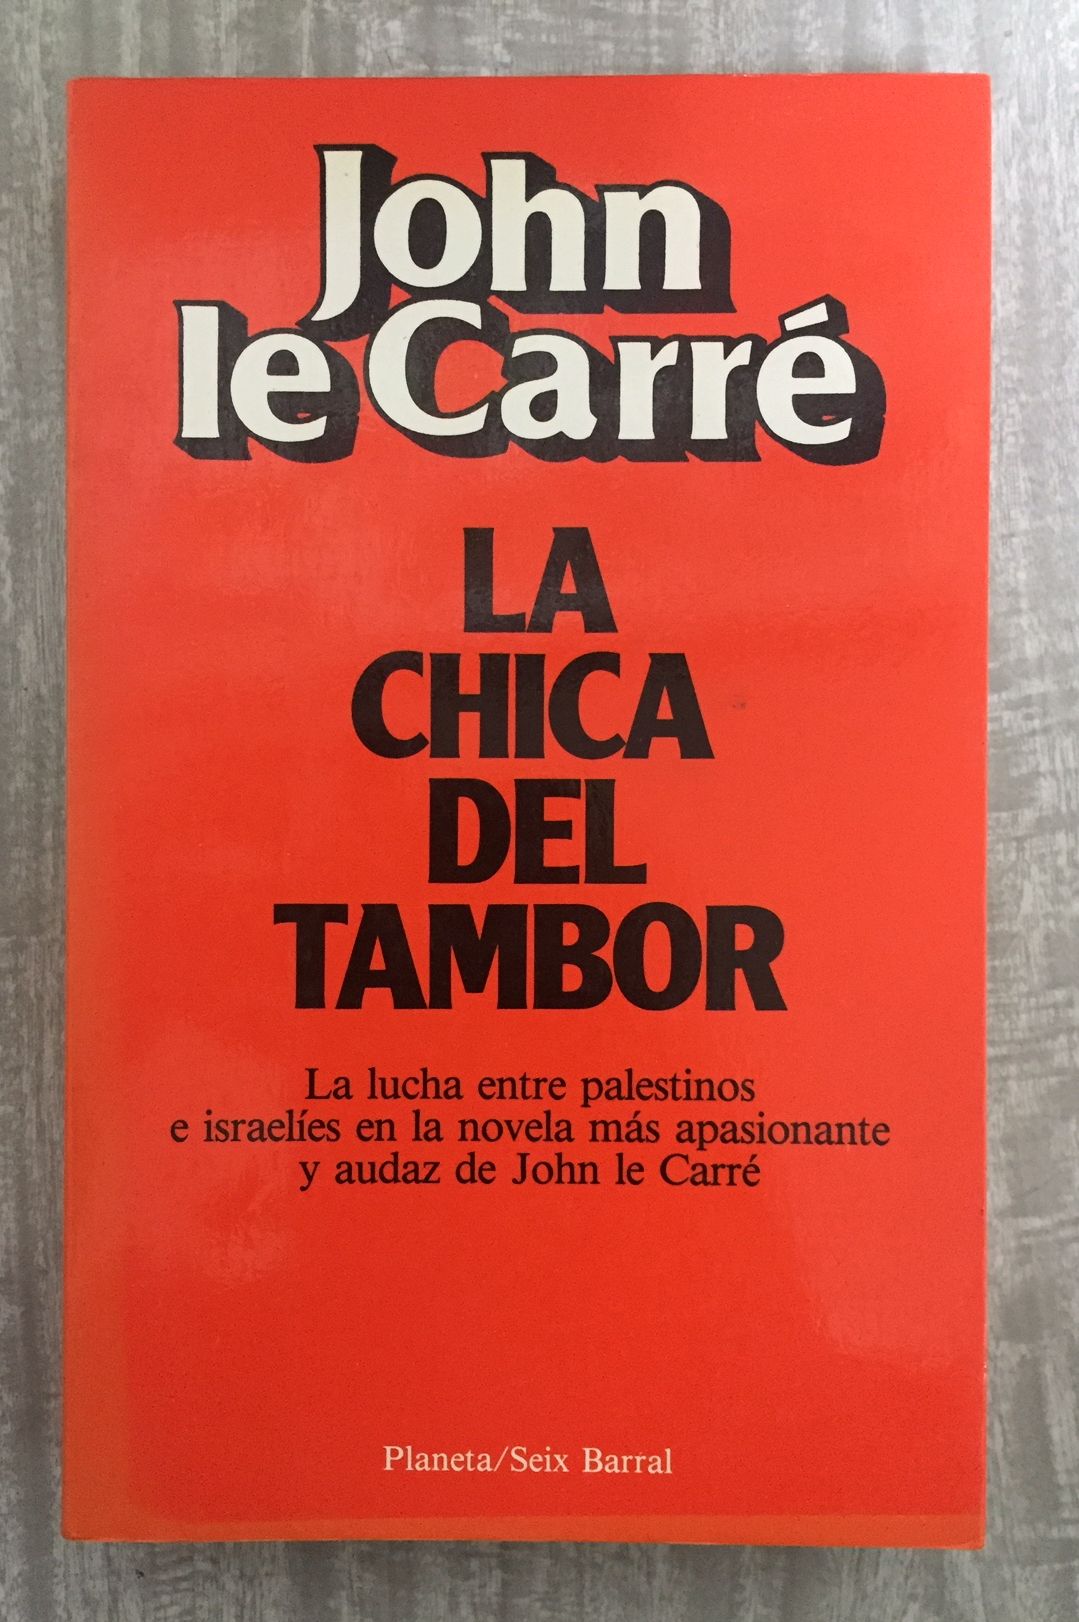 John
le Carré
LA
CHICA
DEL
TAMBOR
La lucha entre palestinos
e israelíes en la novela más apasionante
y audaz de John le Carré
Planeta/Seix Barral